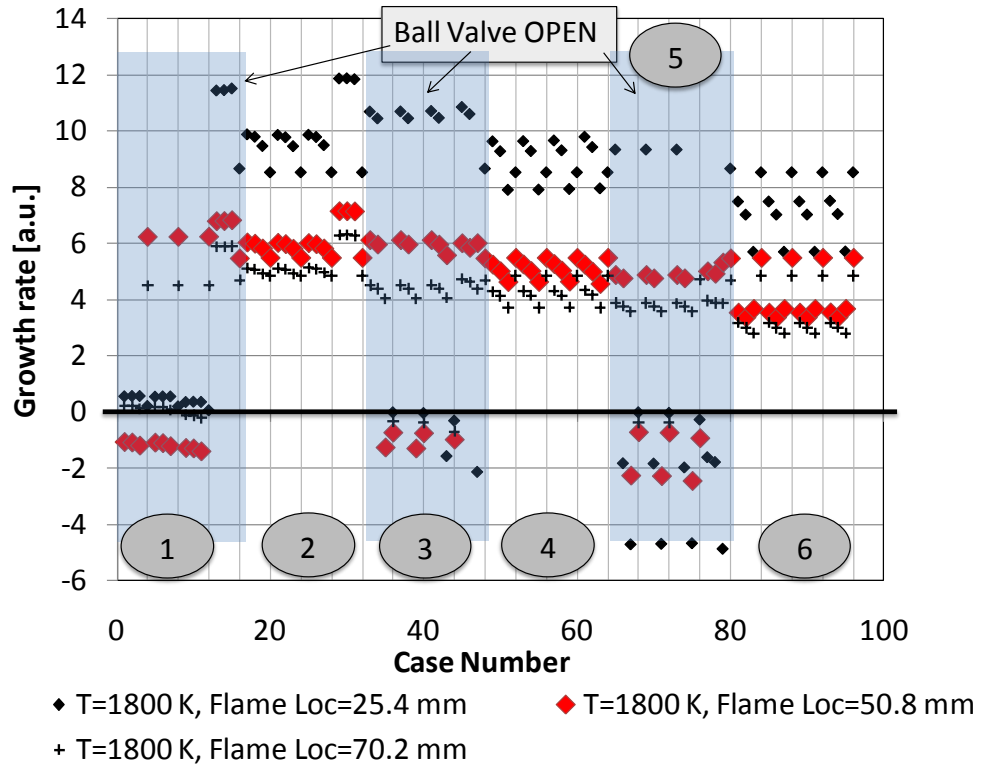 14
Ball Valve OPEN
5
12
10
8
6
4
2
0
-2
-4
-6
Growth rate [a.u.]
1
2
3
4
6
0 20 40 60 80 100
Case Number
T=1800 K, Flame Loc=25.4 mm
T=1800 K, Flame Loc=50.8 mm
T=1800 K, Flame Loc=70.2 mm